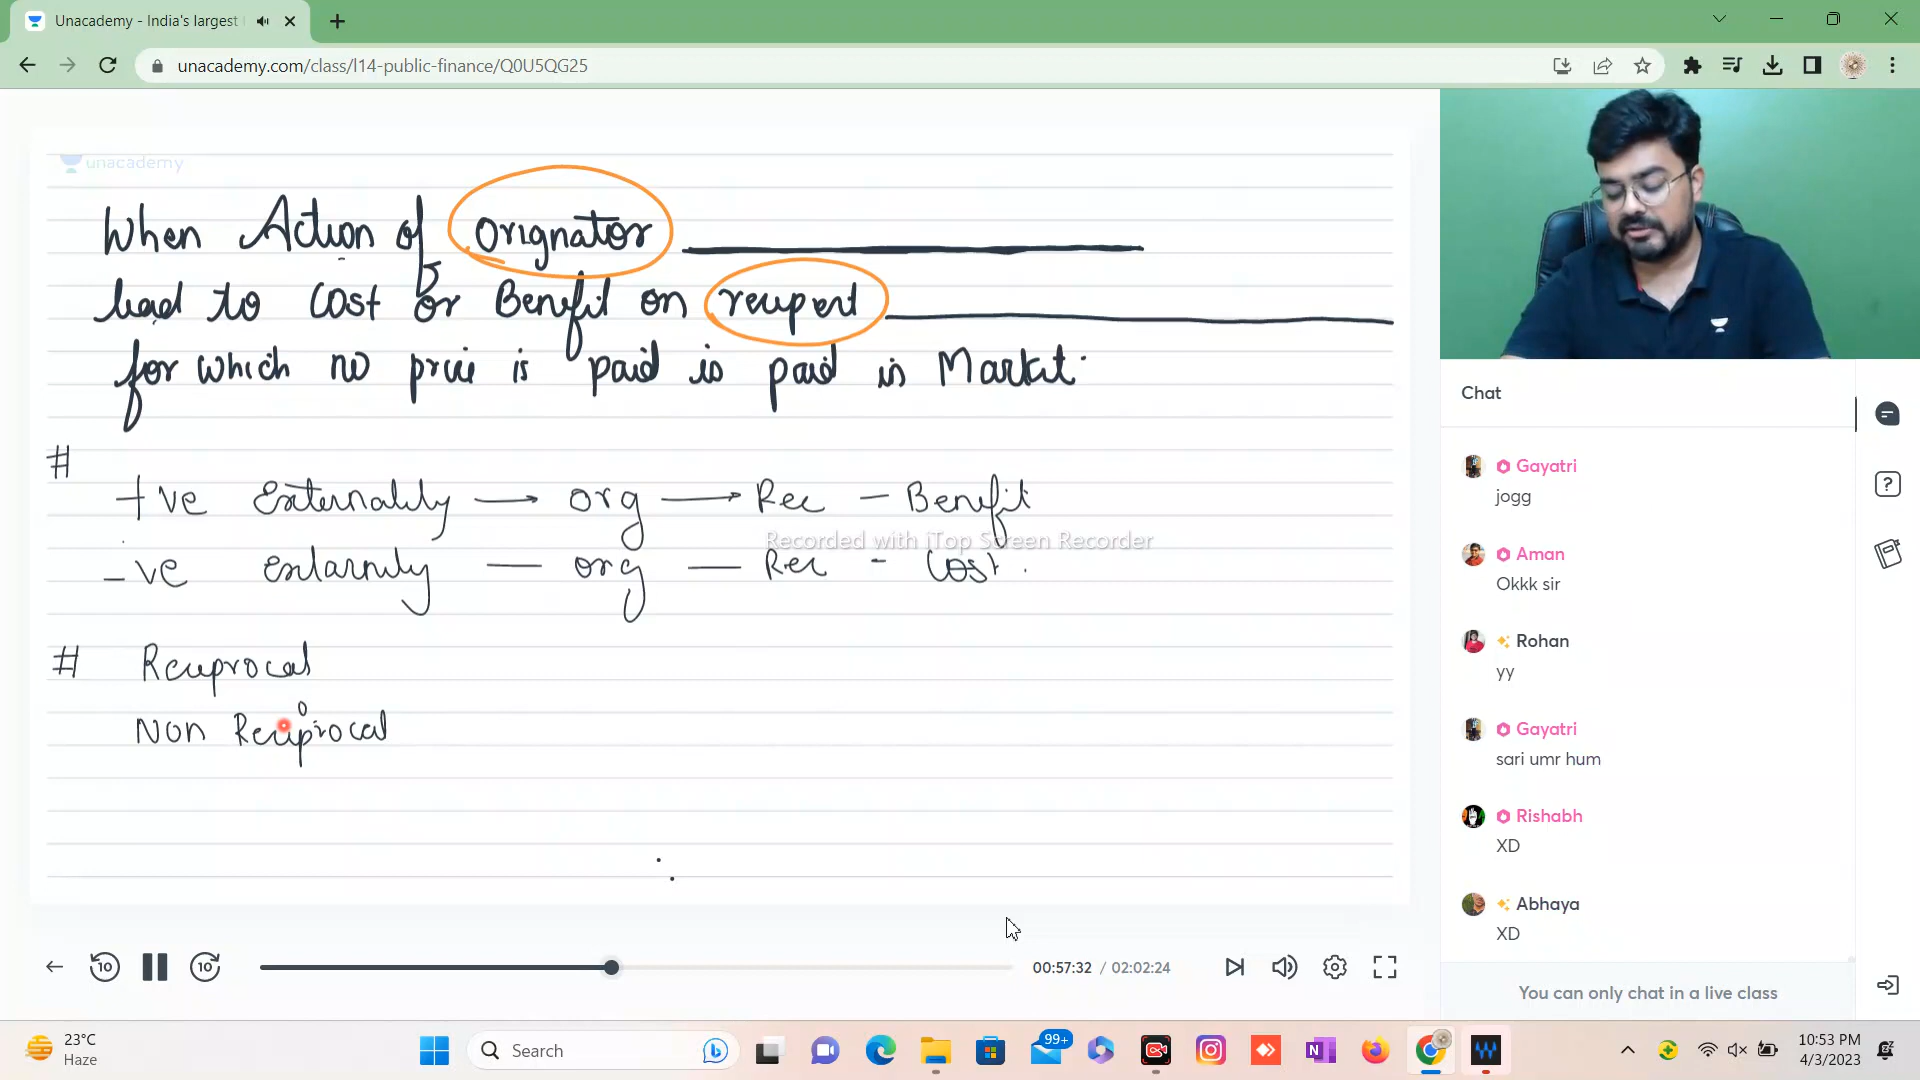 Unacademy - India's largest
unacademy.com/class/l14-public-finance/Q0U5QG25
unacademy
When Action of Orignator
lead to Cost or Benefit on
for which no price is paid is paid in Market.
#
+ve Externality → org → Rec - Benefit
Recorded with iTop Screen Recorder
-ve — org — Rec - Cost.
# Reciprocal
Non Reciprocal
10
10
00:57:32 / 02:02:24
Chat
Gayatri
jogg
Aman
Okkk sir
Rohan
yy
Gayatri
sari umr hum
Rishabh
XD
Abhaya
XD
You can only chat in a live class
23°C
Haze
Search
99+
10:53 PM
4/3/2023